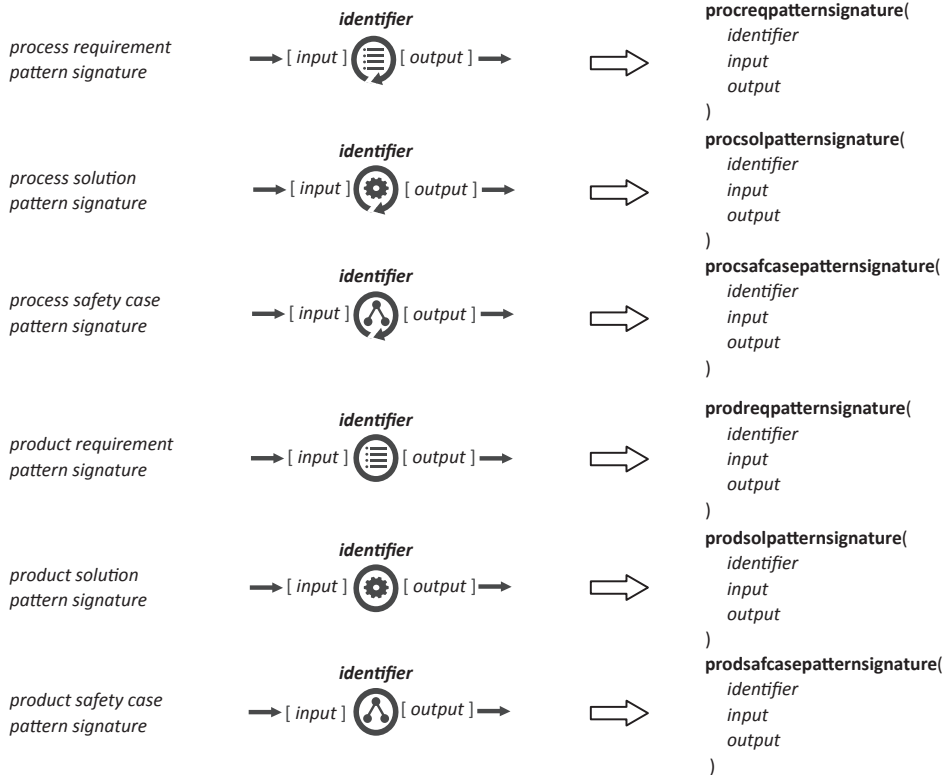 identifier
process requirement
pattern signature
[ input ] [ output ]
procreqpatternsignature(
identifier
input
output
)
identifier
process solution
pattern signature
[ input ] [ output ]
procsolpatternsignature(
identifier
input
output
)
identifier
process safety case
pattern signature
[ input ] [ output ]
procsafcasepatternsignature(
identifier
input
output
)
identifier
product requirement
pattern signature
[ input ] [ output ]
prodreqpatternsignature(
identifier
input
output
)
identifier
product solution
pattern signature
[ input ] [ output ]
prodsolpatternsignature(
identifier
input
output
)
identifier
product safety case
pattern signature
[ input ] [ output ]
prodsafcasepatternsignature(
identifier
input
output
)